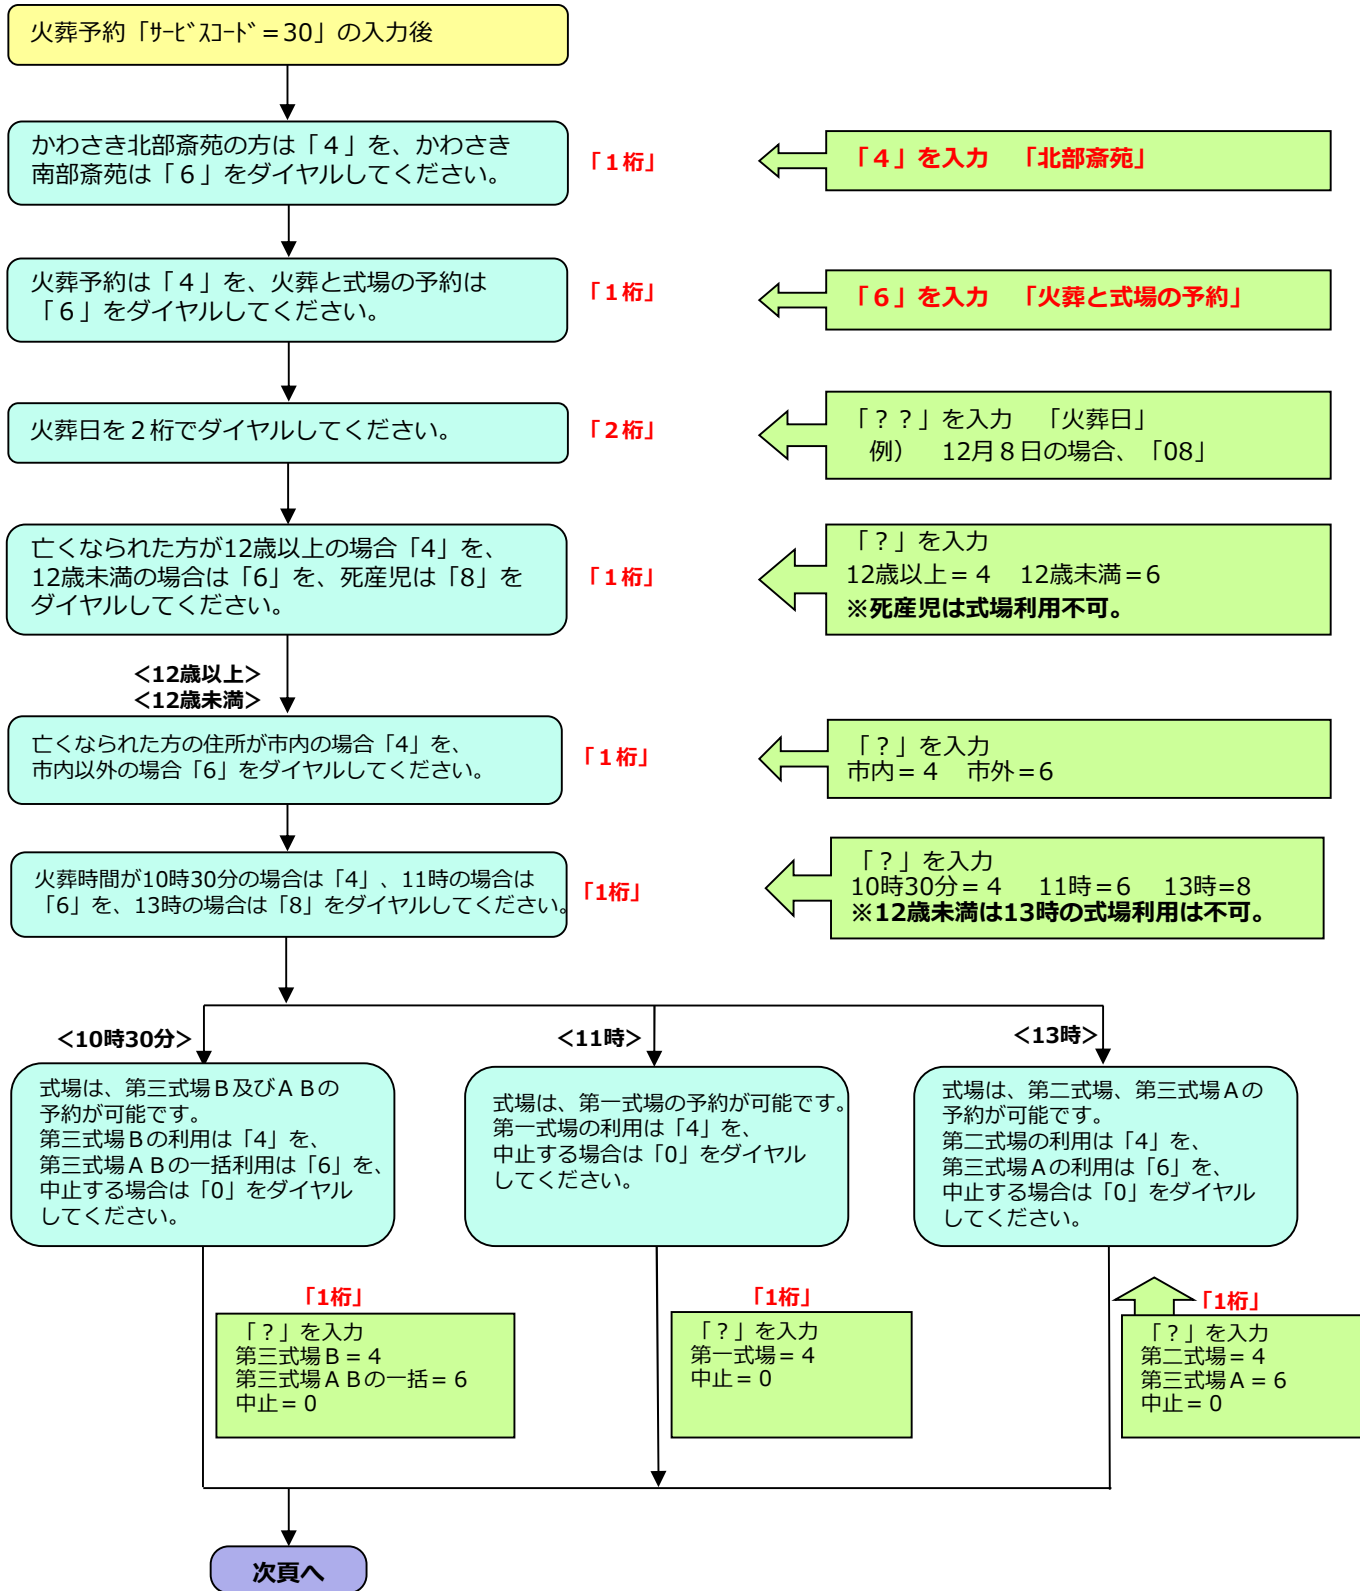 火葬予約「ｻｰﾋﾞｽｺｰﾄﾞ＝30」の入力後
かわさき北部斎苑の方は「４」を、かわさき
南部斎苑は「６」をダイヤルしてください。
「１桁」
「４」を入力　「北部斎苑」
火葬予約は「４」を、火葬と式場の予約は
「６」をダイヤルしてください。
「１桁」
「６」を入力　「火葬と式場の予約」
火葬日を２桁でダイヤルしてください。
「２桁」
「？？」を入力　「火葬日」
例）　12月８日の場合、「08」
亡くなられた方が12歳以上の場合「4」を、
12歳未満の場合は「6」を、死産児は「8」を
ダイヤルしてください。
「１桁」
「？」を入力
12歳以上＝４　12歳未満＝6
※死産児は式場利用不可。
＜12歳以上＞
＜12歳未満＞
亡くなられた方の住所が市内の場合「4」を、
市内以外の場合「6」をダイヤルしてください。
「１桁」
「？」を入力
市内＝４　市外＝6
火葬時間が10時30分の場合は「4」、11時の場合は
「6」を、13時の場合は「8」をダイヤルしてください。
「1桁」
「？」を入力
10時30分＝４　11時＝6　13時＝8
※12歳未満は13時の式場利用は不可。
＜10時30分＞
＜11時＞
＜13時＞
式場は、第三式場Ｂ及びＡＢの
予約が可能です。
第三式場Ｂの利用は「4」を、
第三式場ＡＢの一括利用は「6」を、
中止する場合は「0」をダイヤル
してください。
式場は、第一式場の予約が可能です。
第一式場の利用は「4」を、
中止する場合は「0」をダイヤル
してください。
式場は、第二式場、第三式場Ａの
予約が可能です。
第二式場の利用は「4」を、
第三式場Ａの利用は「6」を、
中止する場合は「0」をダイヤル
してください。
「1桁」
「？」を入力
第三式場Ｂ＝４
第三式場ＡＢの一括＝６
中止＝０
「1桁」
「？」を入力
第一式場＝４
中止＝０
「1桁」
「？」を入力
第二式場＝４
第三式場Ａ＝６
中止＝０
次頁へ